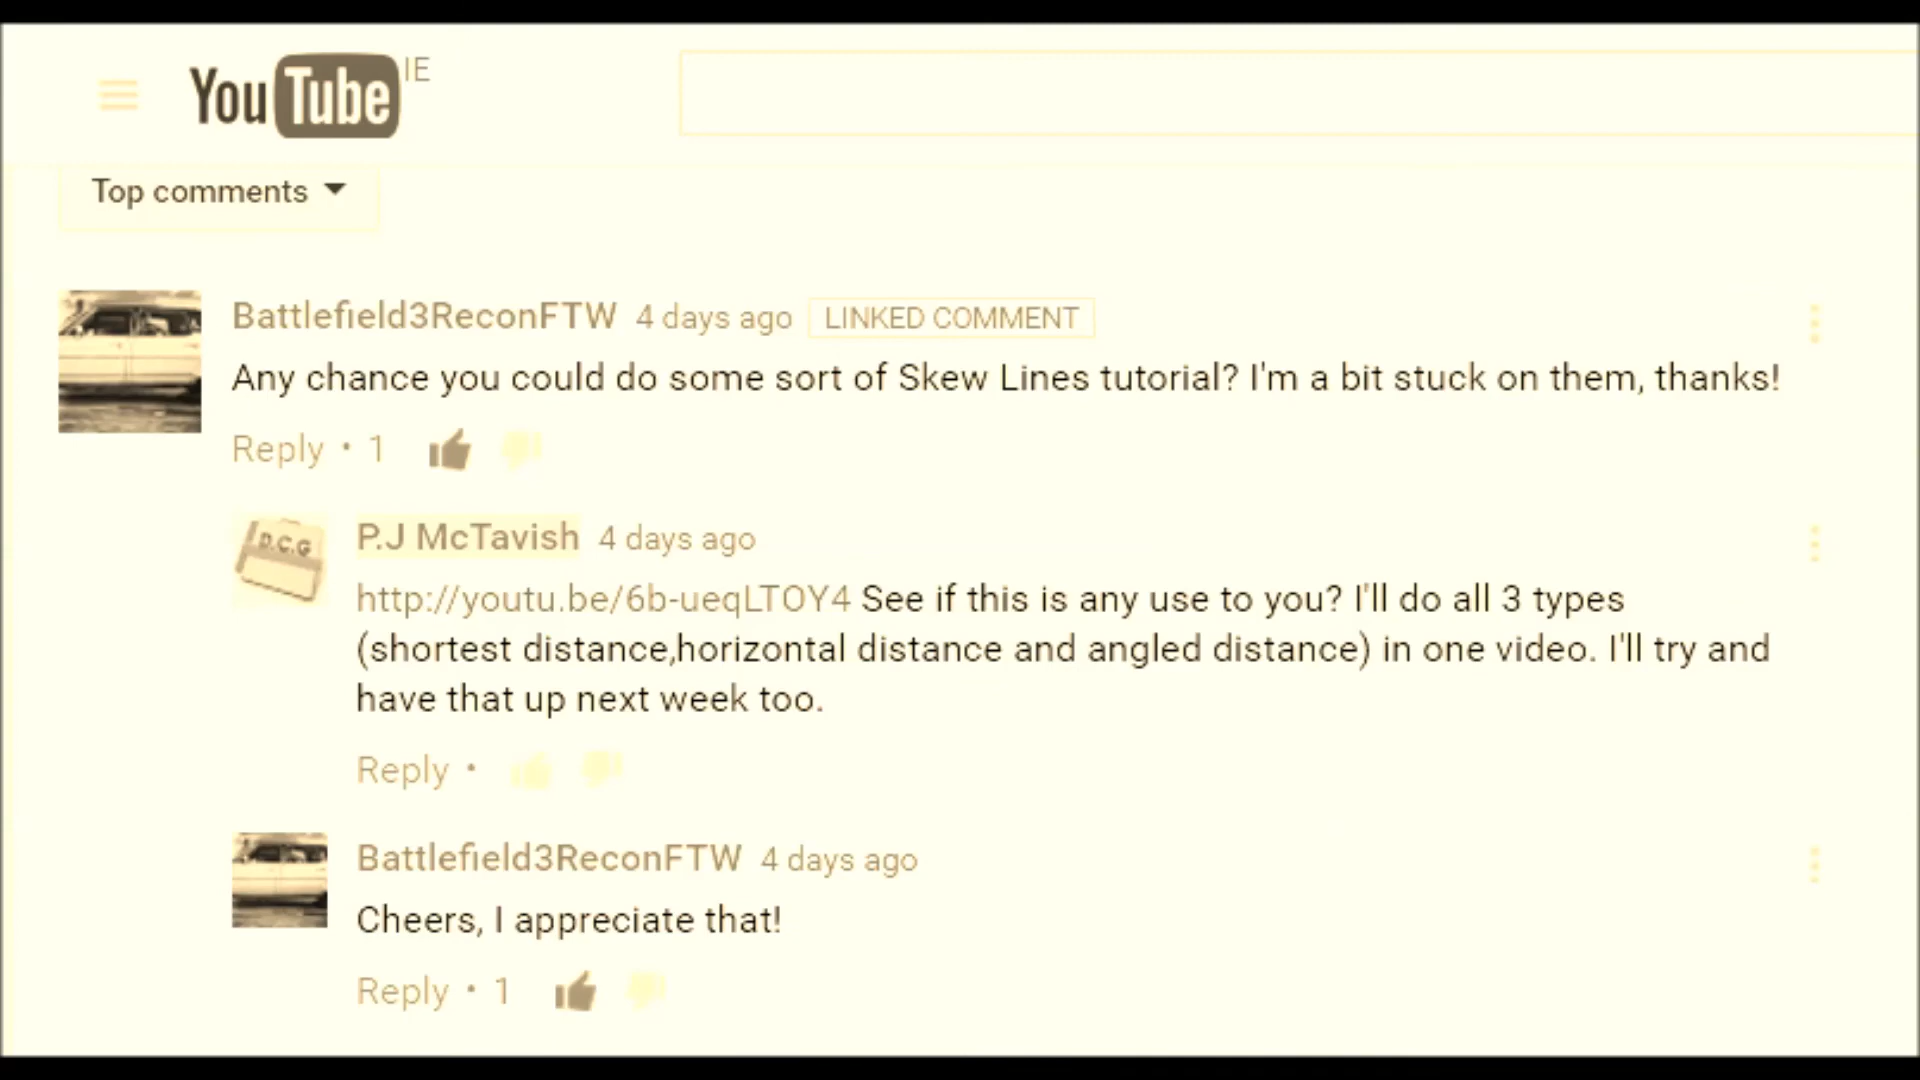 YouTube IE
Top comments
Battlefield3ReconFTW 4 days ago LINKED COMMENT
Any chance you could do some sort of Skew Lines tutorial? I'm a bit stuck on them, thanks!
Reply • 1
D.C.G
P.J McTavish 4 days ago
http://youtu.be/6b-ueqLTOY4 See if this is any use to you? I'll do all 3 types
(shortest distance,horizontal distance and angled distance) in one video. I'll try and
have that up next week too.
Reply •
Battlefield3ReconFTW 4 days ago
Cheers, I appreciate that!
Reply • 1